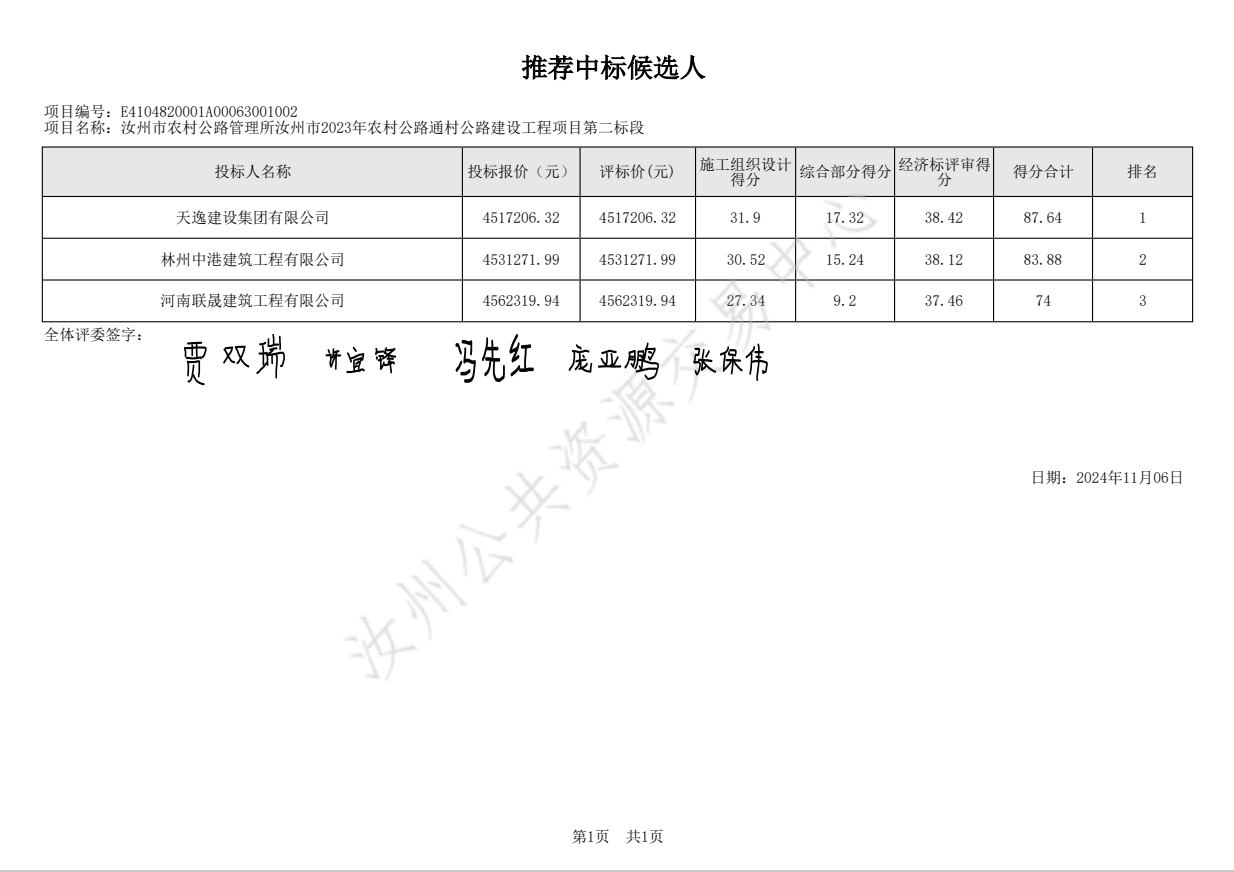 推荐中标候选人
项目编号：E4104820001A00063001002
项目名称：汝州市农村公路管理所汝州市2023年农村公路通村公路建设工程项目第二标段
投标人名称 投标报价（元） 评标价(元) 施工组织设计得分 综合部分得分 经济标评审得分 得分合计 排名
天逸建设集团有限公司 4517206.32 4517206.32 31.9 17.32 38.42 87.64 1
林州中港建筑工程有限公司 4531271.99 4531271.99 30.52 15.24 38.12 83.88 2
河南联晟建筑工程有限公司 4562319.94 4562319.94 27.34 9.2 37.46 74 3
全体评委签字：
贾双瑞 冯先红 庞亚鹏 张保伟
日期：2024年11月06日
汝州公共资源交易中心
第1页 共1页